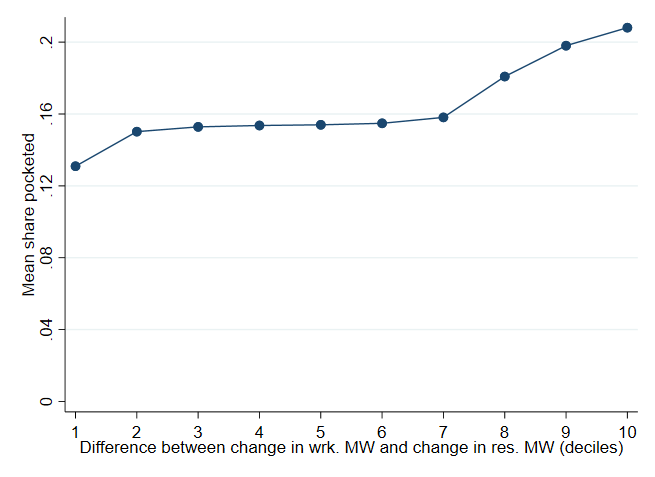 Mean share pocketed
.2
.16
.12
.08
.04
0
1 2 3 4 5 6 7 8 9 10
Difference between change in wrk. MW and change in res. MW (deciles)